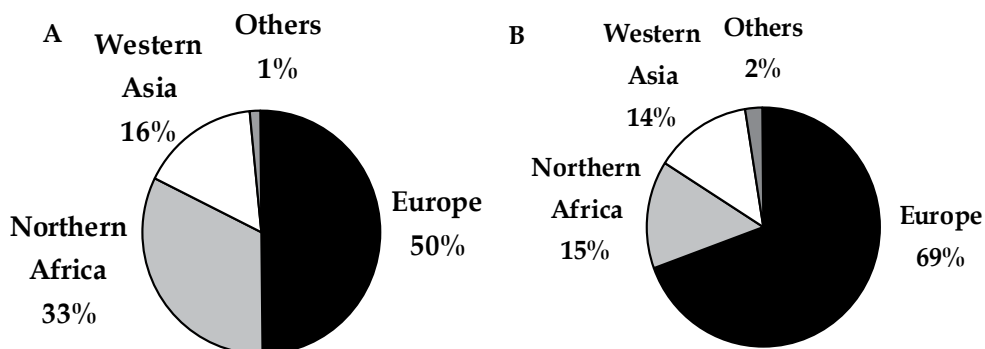 A
Western
Asia
16%
Others
1%
Europe
50%
Northern
Africa
33%
B
Western
Asia
14%
Others
2%
Northern
Africa
15%
Europe
69%